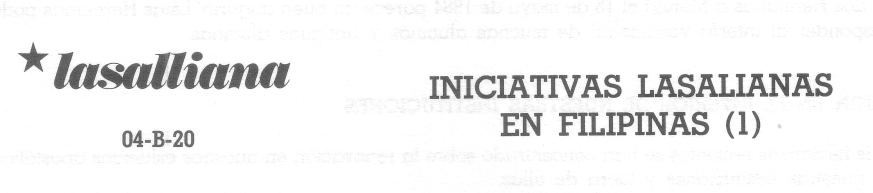 lasalliana
04-B-20
INICIATIVAS LASALIANAS
EN FILIPINAS (1)